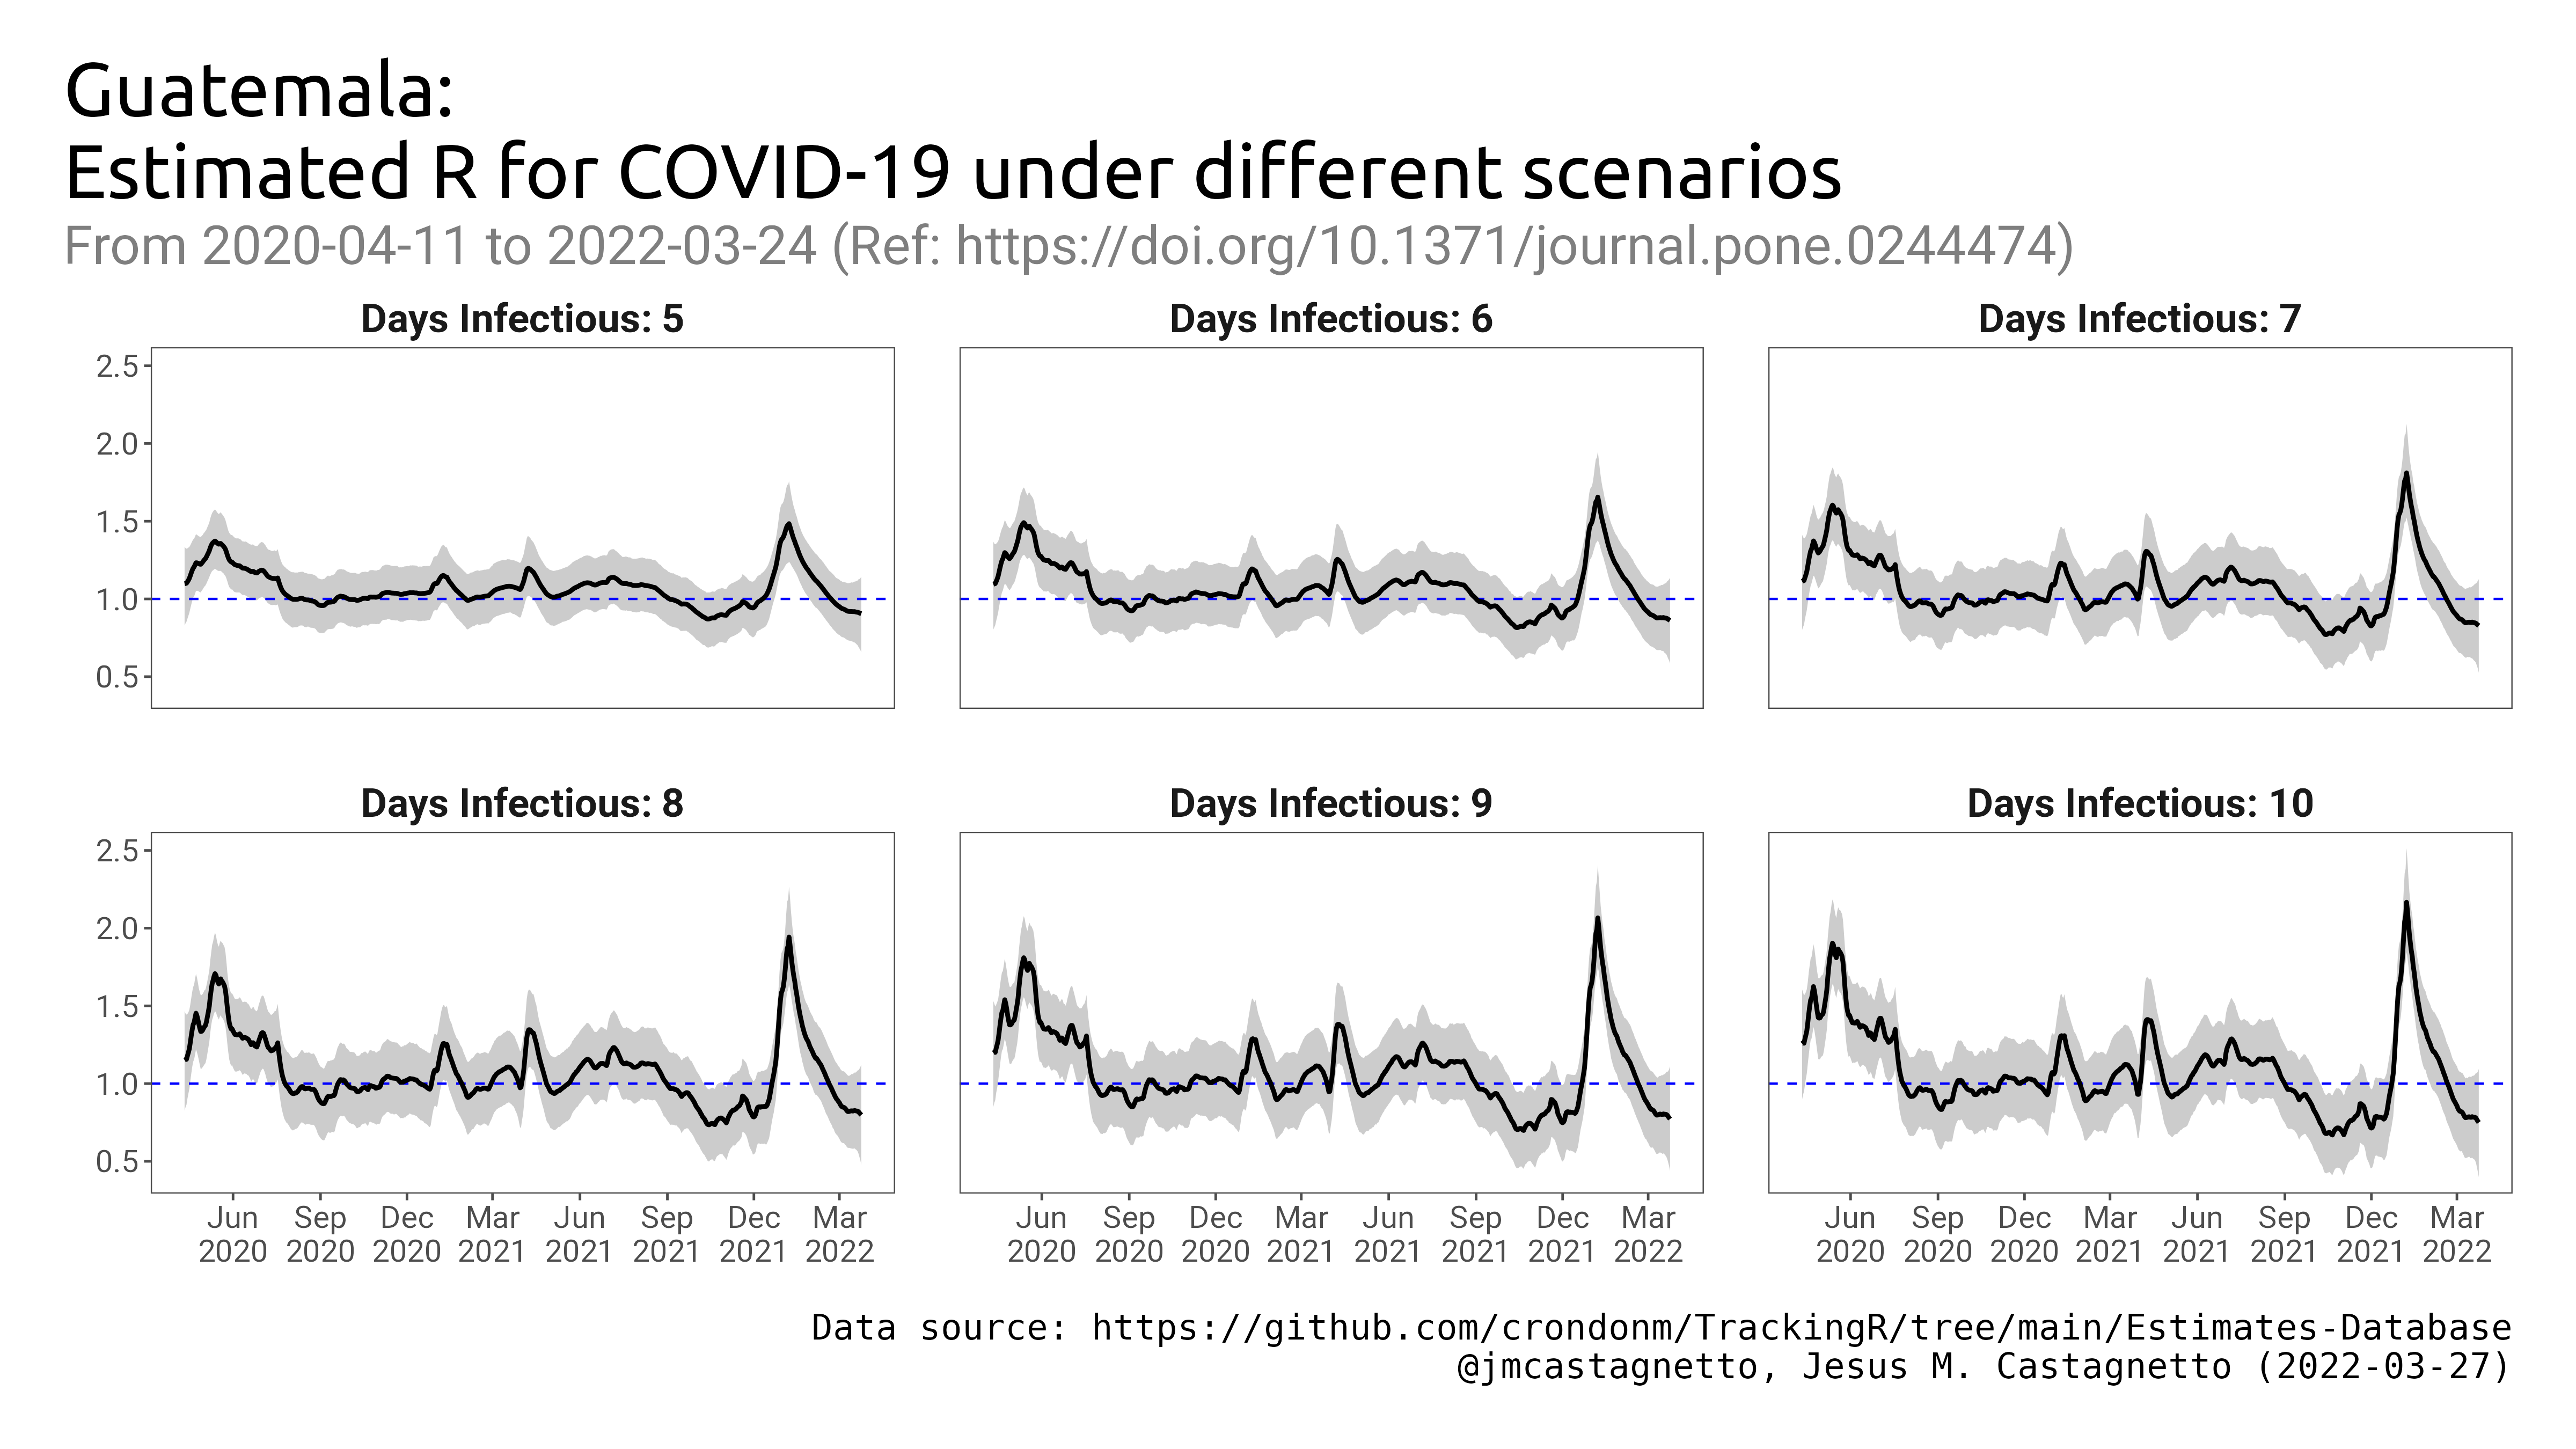 Guatemala:
Estimated R for COVID-19 under different scenarios
From 2020-04-11 to 2022-03-24 (Ref: https://doi.org/10.1371/journal.pone.0244474)
Days Infectious: 5
Days Infectious: 6
Days Infectious: 7
2.5
2.0
1.5
1.0
0.5
Days Infectious: 8
Days Infectious: 9
Days Infectious: 10
2.5
2.0
1.5
1.0
0.5
Jun Sep Dec Mar Jun Sep Dec Mar
2020 2020 2020 2021 2021 2021 2021 2022
Jun Sep Dec Mar Jun Sep Dec Mar
2020 2020 2020 2021 2021 2021 2021 2022
Jun Sep Dec Mar Jun Sep Dec Mar
2020 2020 2020 2021 2021 2021 2021 2022
Data source: https://github.com/crondonm/TrackingR/tree/main/Estimates-Database
@jmcastagnetto, Jesus M. Castagnetto (2022-03-27)